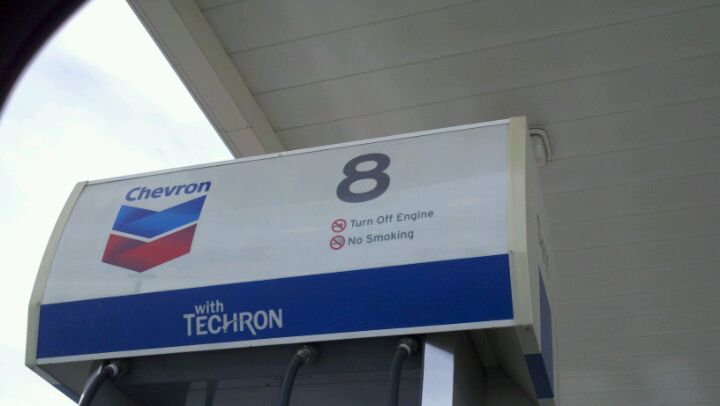 Chevron
8
Turn Off Engine
No Smoking
with
TECHRON